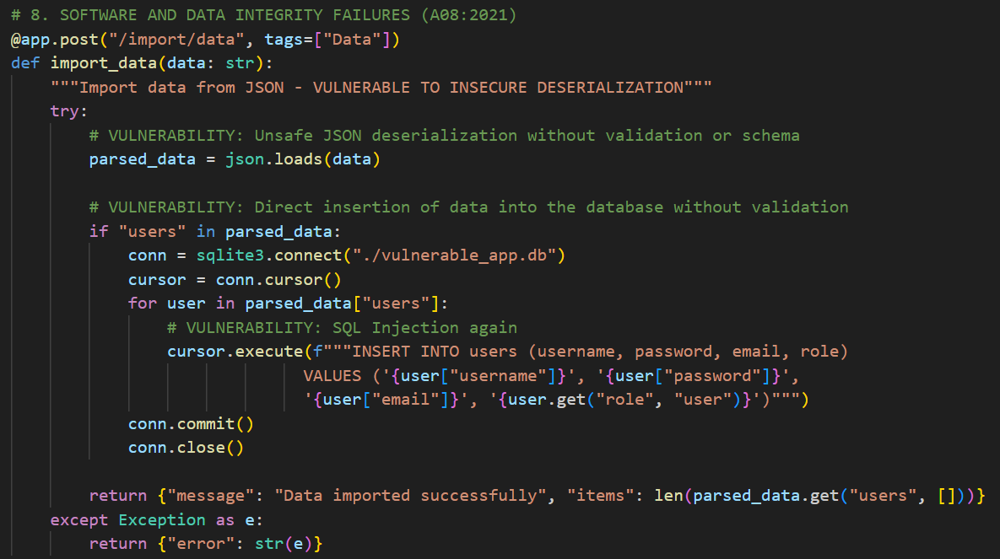 # 8. SOFTWARE AND DATA INTEGRITY FAILURES (A08:2021)
@app.post("/import/data", tags=["Data"])
def import_data(data: str):
    """Import data from JSON - VULNERABLE TO INSECURE DESERIALIZATION"""
    try:
        # VULNERABILITY: Unsafe JSON deserialization without validation or schema
        parsed_data = json.loads(data)

        # VULNERABILITY: Direct insertion of data into the database without validation
        if "users" in parsed_data:
            conn = sqlite3.connect("./vulnerable_app.db")
            cursor = conn.cursor()
            for user in parsed_data["users"]:
                # VULNERABILITY: SQL Injection again
                cursor.execute(f"""INSERT INTO users (username, password, email, role)
                              VALUES ('{user["username"]}', '{user["password"]}',
                              '{user["email"]}', '{user.get("role", "user")}')""")
            conn.commit()
            conn.close()

        return {"message": "Data imported successfully", "items": len(parsed_data.get("users", []))}
    except Exception as e:
        return {"error": str(e)}